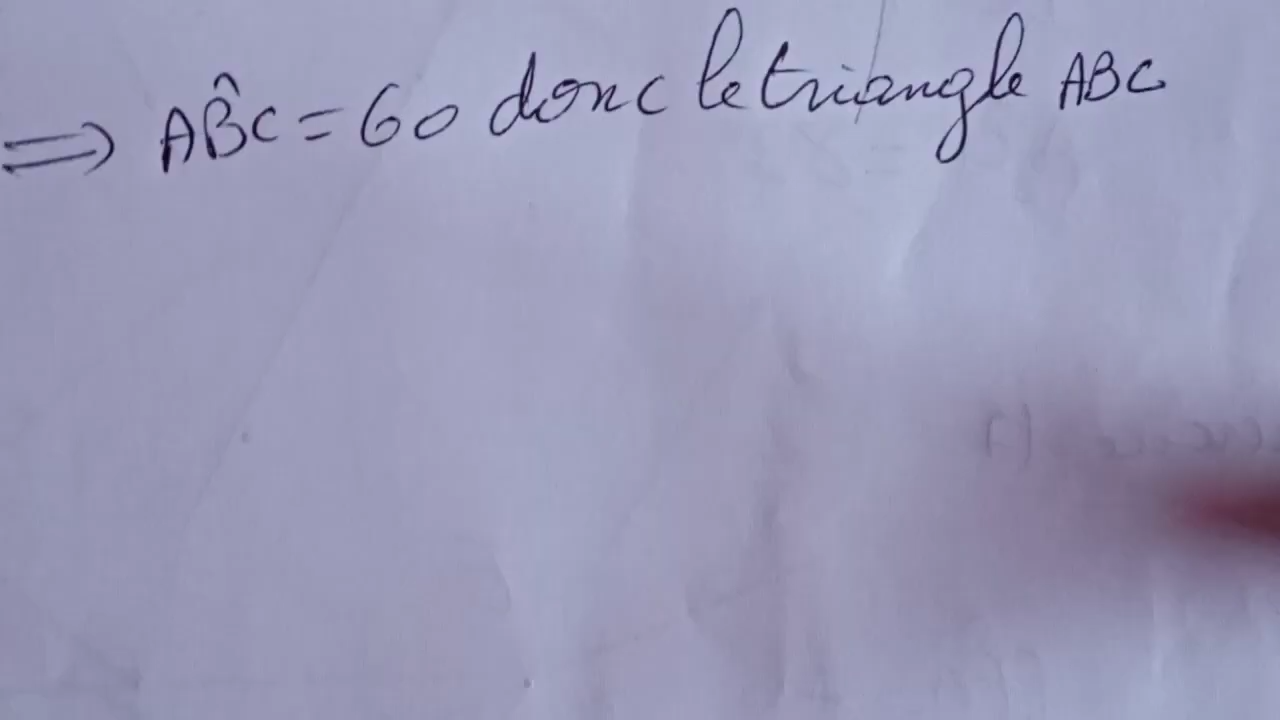 ⟹ AB̂C = 60 donc le triangle ABC